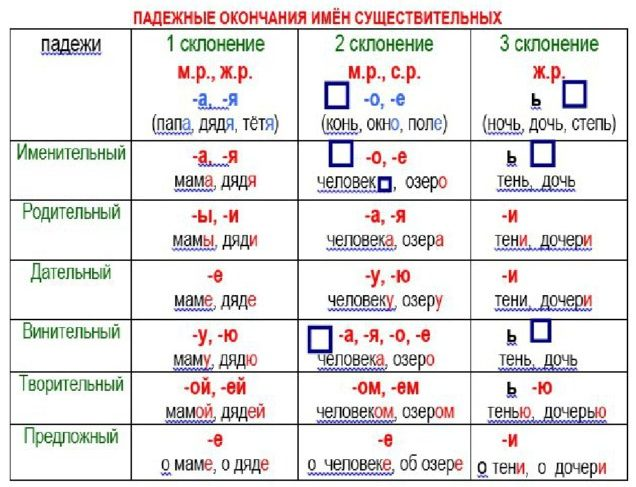 ПАДЕЖНЫЕ ОКОНЧАНИЯ ИМЁН СУЩЕСТВИТЕЛЬНЫХ
падежи
1 склонение
м.р., ж.р.
-а, -я
(папа, дядя, тётя)
2 склонение
м.р., с.р.
-о, -е
(конь, окно, поле)
3 склонение
ж.р.
ь
(ночь, дочь, степь)
Именительный
-а, -я
мама, дядя
-о, -е
человек, озеро
ь
тень, дочь
Родительный
-ы, -и
мамы, дяди
-а, -я
человека, озера
-и
тени, дочери
Дательный
-е
маме, дяде
-у, -ю
человеку, озеру
-и
тени, дочери
Винительный
-у, -ю
маму, дядю
-а, -я, -о, -е
человека, озеро
ь
тень, дочь
Творительный
-ой, -ей
мамой, дядей
-ом, -ем
человеком, озером
ь -ю
тенью, дочерью
Предложный
-е
о маме, о дяде
-е
о человеке, об озере
-и
о тени, о дочери